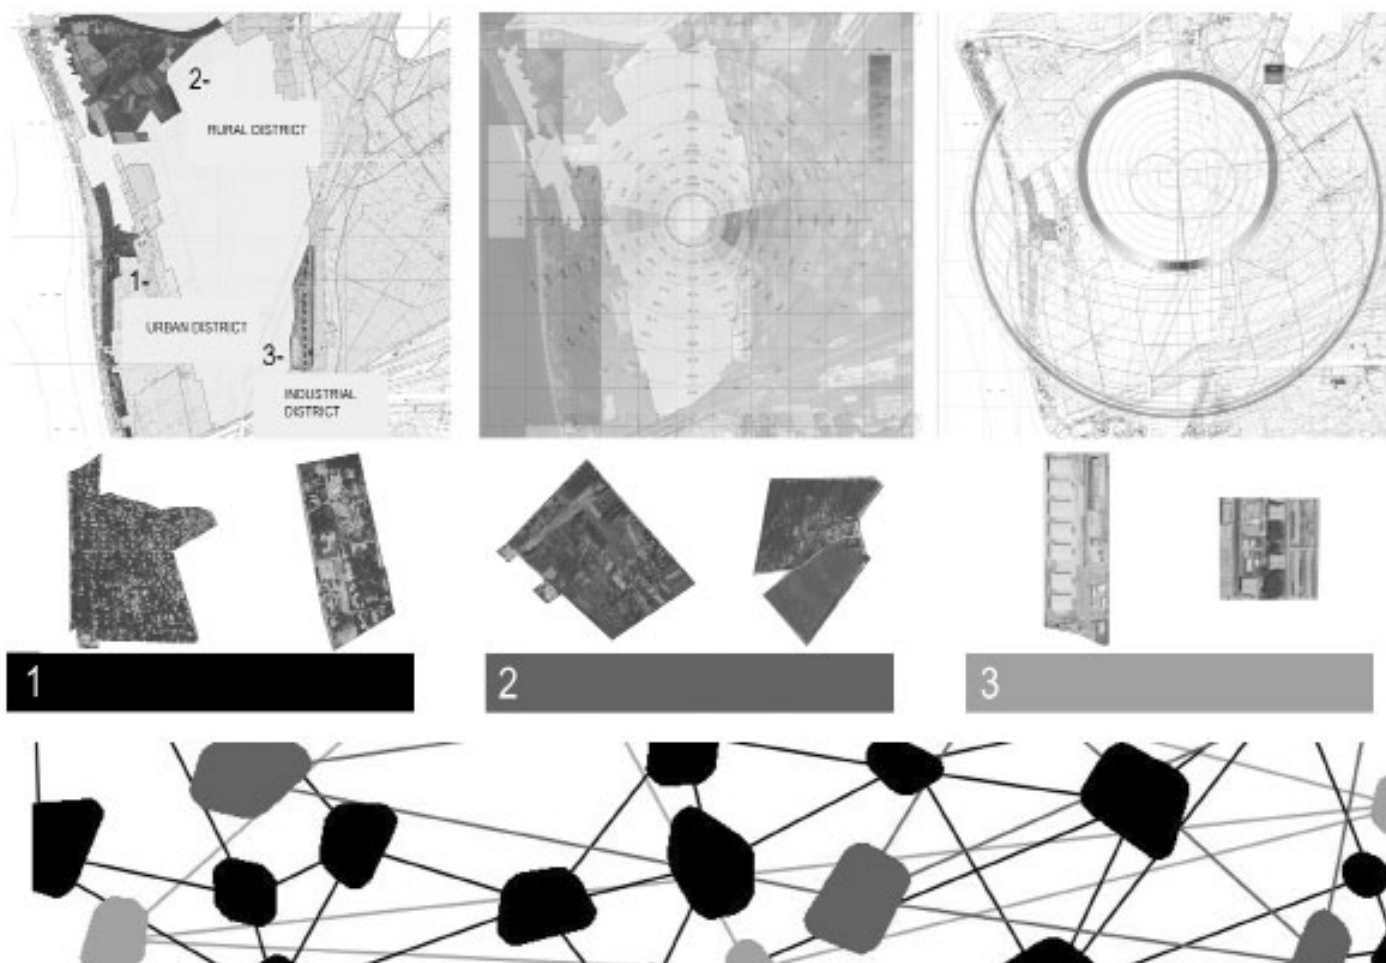 2-
RURAL DISTRICT
1-
URBAN DISTRICT
3-
INDUSTRIAL
DISTRICT
1
2
3